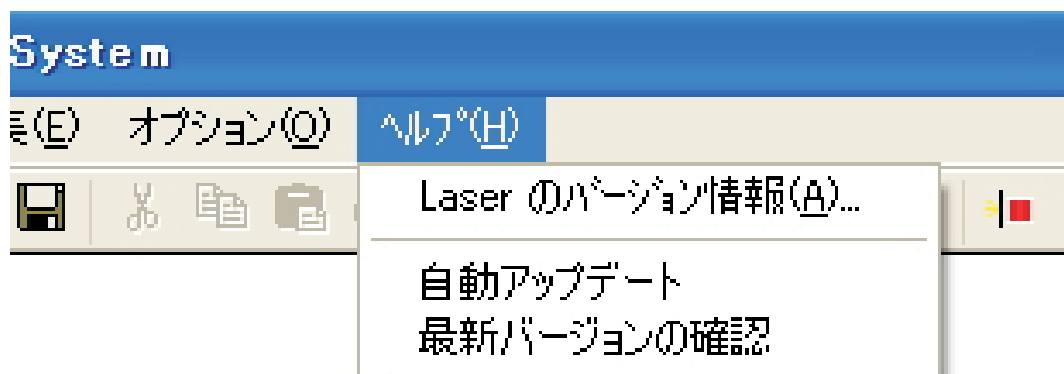 System
(E) オプション(O) ヘルプ(H)
Laser のバージョン情報(A)...
自動アップデート
最新バージョンの確認